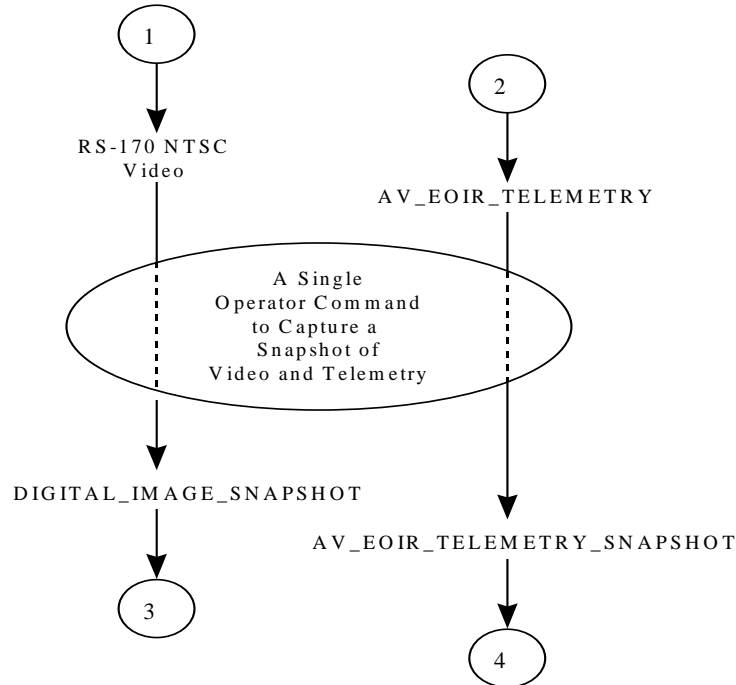 1
2
RS-170 NTSC
Video
AV_EOIR_TELEMETRY
A Single
Operator Command
to Capture a
Snapshot of
Video and Telemetry
DIGITAL_IMAGE_SNAPSHOT
AV_EOIR_TELEMETRY_SNAPSHOT
3
4